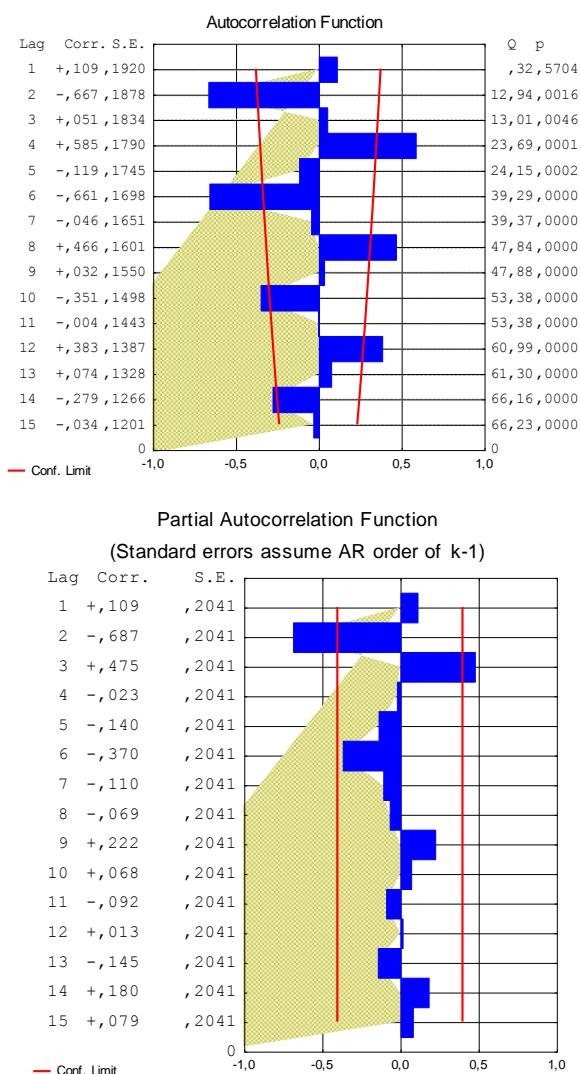 Autocorrelation Function
Lag Corr. S.E. Q p
1 +,109 ,1920 ,32 ,5704
2 -,667 ,1878 12,94 ,0016
3 +,051 ,1834 13,01 ,0046
4 +,585 ,1790 23,69 ,0001
5 -,119 ,1745 24,15 ,0002
6 -,661 ,1698 39,29 ,0000
7 -,046 ,1651 39,37 ,0000
8 +,466 ,1601 47,84 ,0000
9 +,032 ,1550 47,88 ,0000
10 -,351 ,1498 53,38 ,0000
11 -,004 ,1443 53,38 ,0000
12 +,383 ,1387 60,99 ,0000
13 +,074 ,1328 61,30 ,0000
14 -,279 ,1266 66,16 ,0000
15 -,034 ,1201 66,23 ,0000
0 0
-1,0 -0,5 0,0 0,5 1,0
Conf. Limit
Partial Autocorrelation Function
(Standard errors assume AR order of k-1)
Lag Corr. S.E.
1 +,109 ,2041
2 -,687 ,2041
3 +,475 ,2041
4 -,023 ,2041
5 -,140 ,2041
6 -,370 ,2041
7 -,110 ,2041
8 -,069 ,2041
9 +,222 ,2041
10 +,068 ,2041
11 -,092 ,2041
12 +,013 ,2041
13 -,145 ,2041
14 +,180 ,2041
15 +,079 ,2041
0
-1,0 -0,5 0,0 0,5 1,0
Conf. Limit